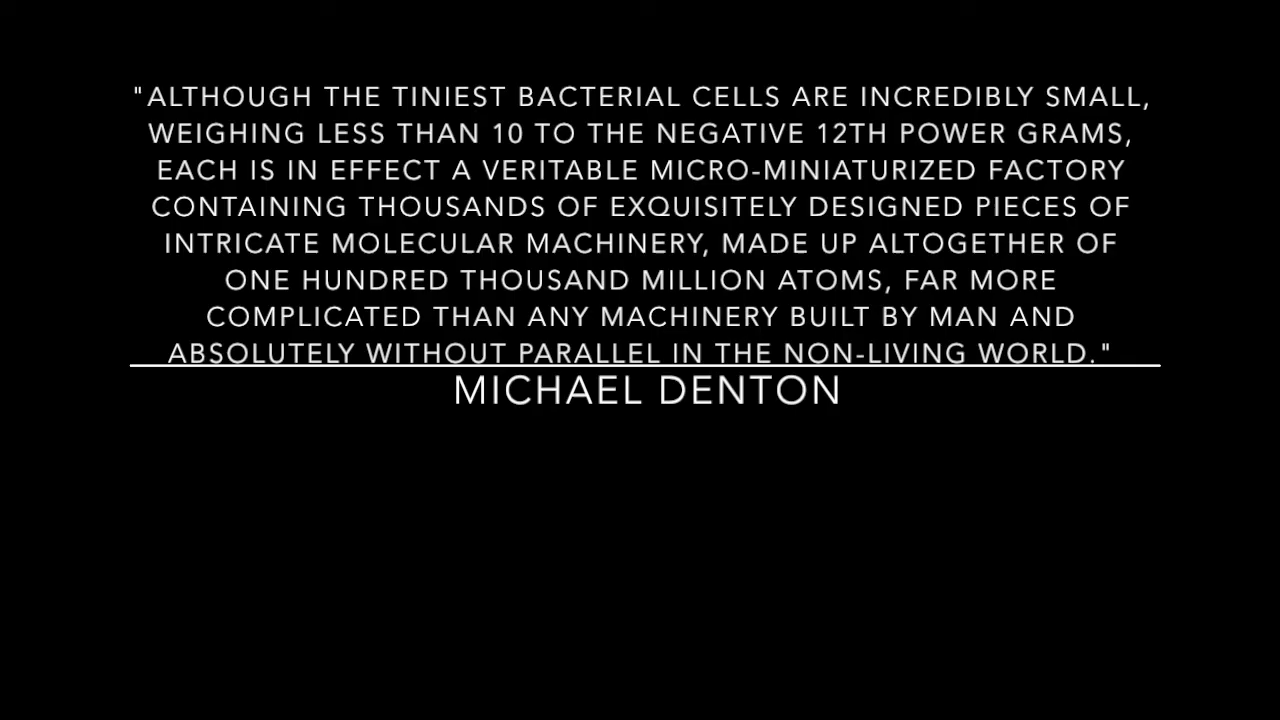 "ALTHOUGH THE TINIEST BACTERIAL CELLS ARE INCREDIBLY SMALL,
WEIGHING LESS THAN 10 TO THE NEGATIVE 12TH POWER GRAMS,
EACH IS IN EFFECT A VERITABLE MICRO-MINIATURIZED FACTORY
CONTAINING THOUSANDS OF EXQUISITELY DESIGNED PIECES OF
INTRICATE MOLECULAR MACHINERY, MADE UP ALTOGETHER OF
ONE HUNDRED THOUSAND MILLION ATOMS, FAR MORE
COMPLICATED THAN ANY MACHINERY BUILT BY MAN AND
ABSOLUTELY WITHOUT PARALLEL IN THE NON-LIVING WORLD."
MICHAEL DENTON